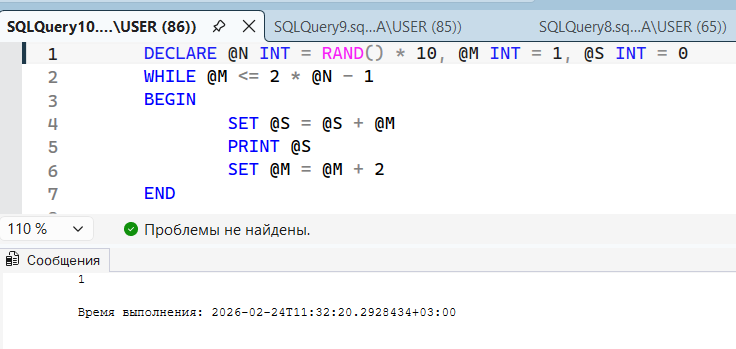 SQLQuery10....\USER (86)) SQLQuery9.sq...A\USER (85)) SQLQuery8.sq...A\USER (65))
1 DECLARE @N INT = RAND() * 10, @M INT = 1, @S INT = 0
2 WHILE @M <= 2 * @N - 1
3 BEGIN
4 SET @S = @S + @M
5 PRINT @S
6 SET @M = @M + 2
7 END
110 % Проблемы не найдены.
Сообщения
1
Время выполнения: 2026-02-24T11:32:20.2928434+03:00